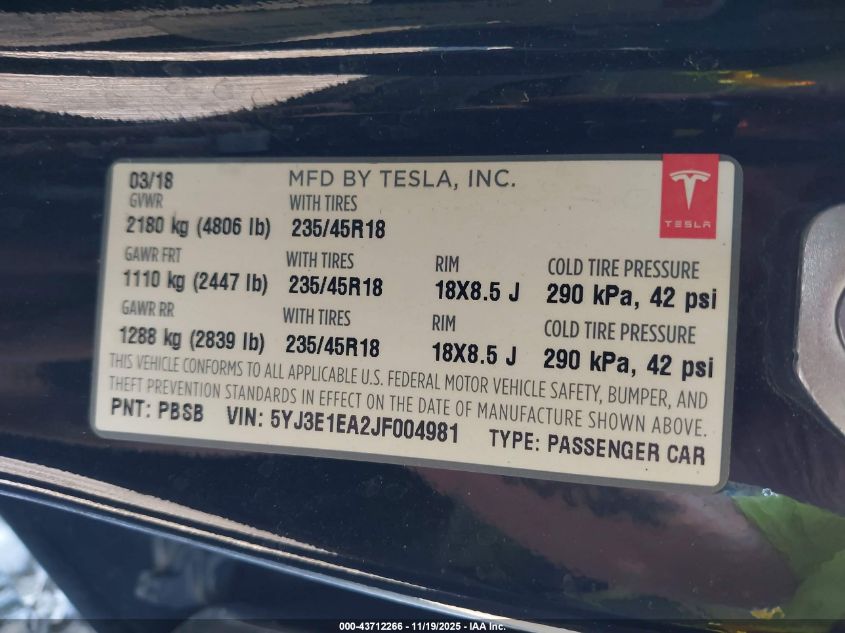 03/18 MFD BY TESLA, INC.
GVWR WITH TIRES
2180 kg (4806 lb) 235/45R18
TESLA
GAWR FRT WITH TIRES RIM COLD TIRE PRESSURE
1110 kg (2447 lb) 235/45R18 18X8.5 J 290 kPa, 42 psi
GAWR RR WITH TIRES RIM COLD TIRE PRESSURE
1288 kg (2839 lb) 235/45R18 18X8.5 J 290 kPa, 42 psi
THIS VEHICLE CONFORMS TO ALL APPLICABLE U.S. FEDERAL MOTOR VEHICLE SAFETY, BUMPER, AND
THEFT PREVENTION STANDARDS IN EFFECT ON THE DATE OF MANUFACTURE SHOWN ABOVE.
PNT: PBSB VIN: 5YJ3E1EA2JF004981 TYPE: PASSENGER CAR
000-43712266 - 11/19/2025 - IAA Inc.